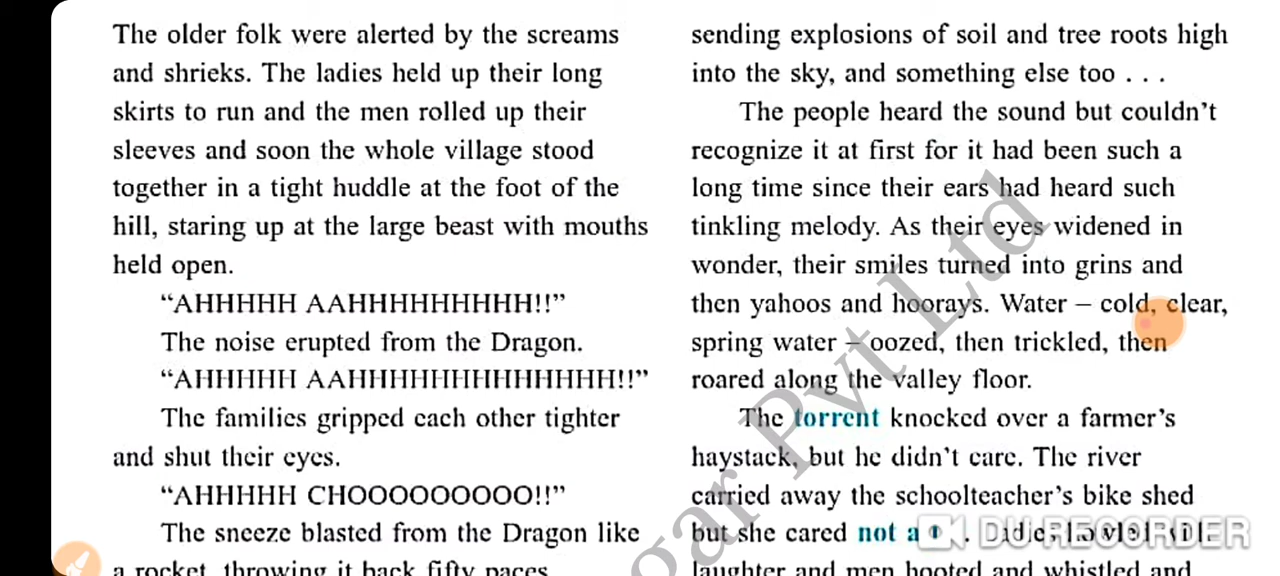 The older folk were alerted by the screams
and shrieks. The ladies held up their long
skirts to run and the men rolled up their
sleeves and soon the whole village stood
together in a tight huddle at the foot of the
hill, staring up at the large beast with mouths
held open.
“AHHHHH AAHHHHHHHHHH!!”
The noise erupted from the Dragon.
“AHHHHH AAHHHHHHHHHHHHHHH!!”
The families gripped each other tighter
and shut their eyes.
“AHHHHH CHOOOOOOOOO!!”
The sneeze blasted from the Dragon like
a rocket, throwing it back fifty paces,
sending explosions of soil and tree roots high
into the sky, and something else too . . .
The people heard the sound but couldn’t
recognize it at first for it had been such a
long time since their ears had heard such
tinkling melody. As their eyes widened in
wonder, their smiles turned into grins and
then yahoos and hoorays. Water – cold, clear,
spring water – oozed, then trickled, then
roared along the valley floor.
The torrent knocked over a farmer’s
haystack, but he didn’t care. The river
carried away the schoolteacher’s bike shed
but she cared not a
laughter and men hooted and whistled and
Pvt Ltd
DU RECORDER